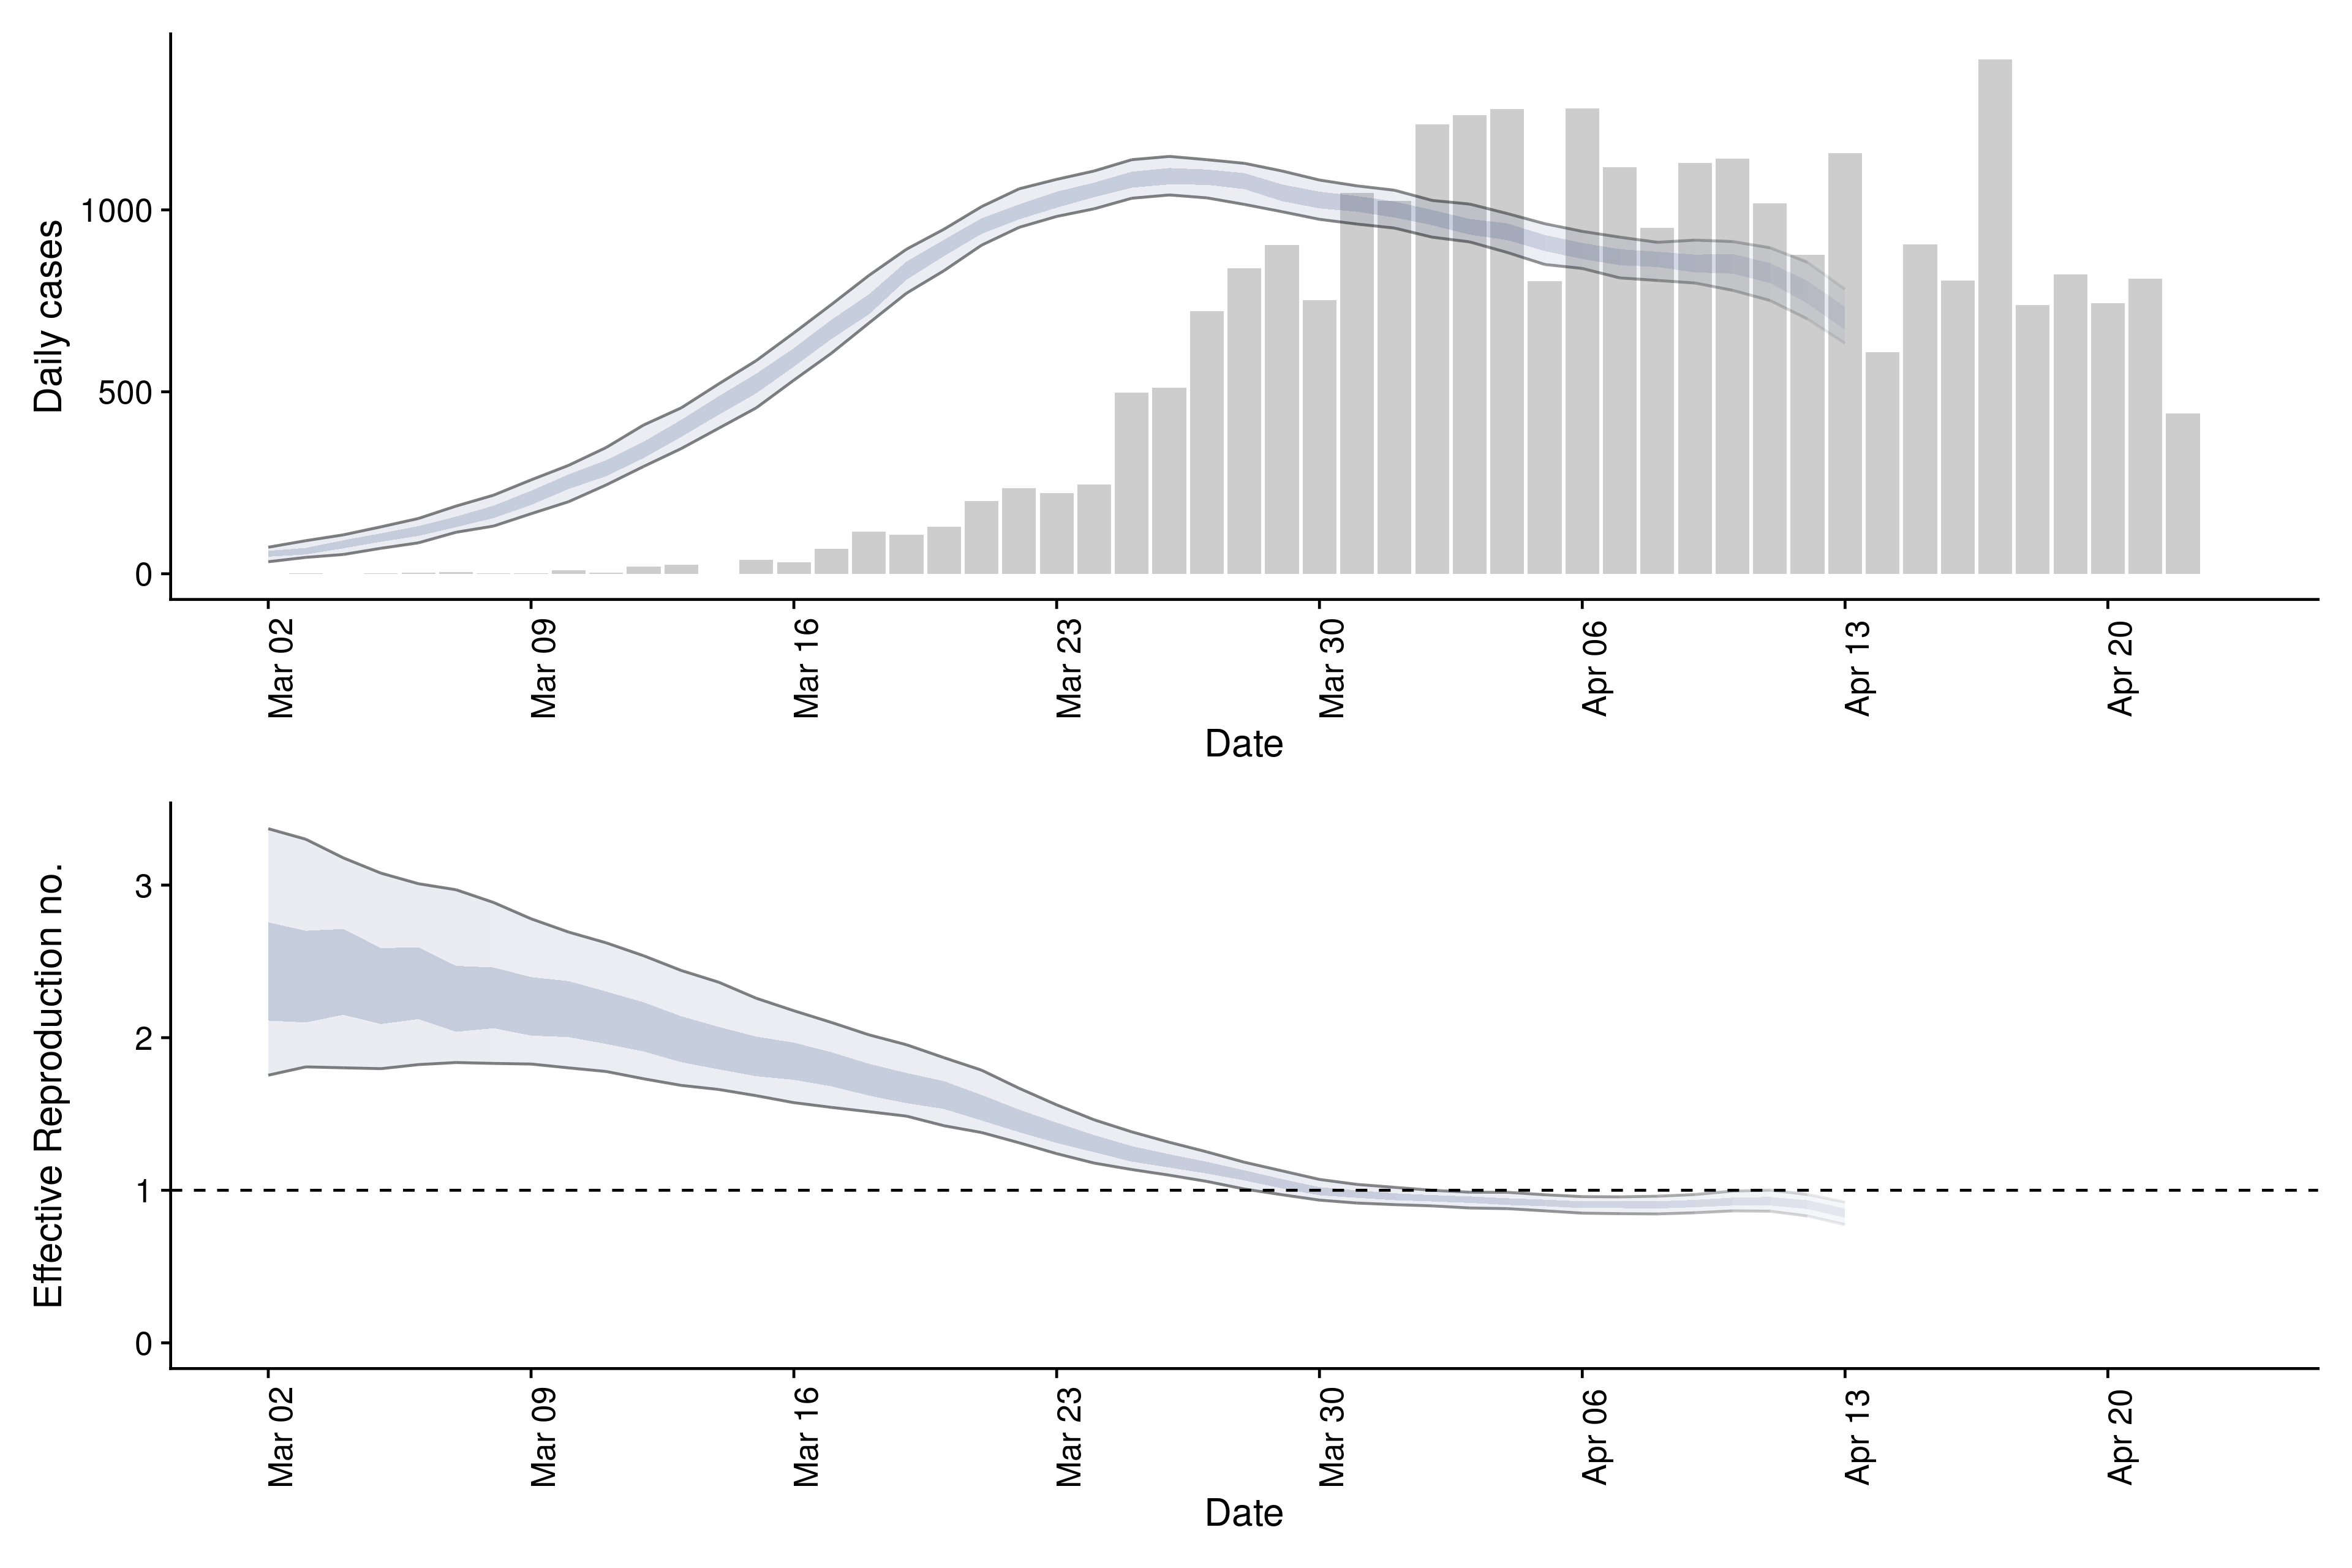 Daily cases
1000
500
0
Mar 02
Mar 09
Mar 16
Mar 23
Mar 30
Apr 06
Apr 13
Apr 20
Date
Effective Reproduction no.
3
2
1
0
Mar 02
Mar 09
Mar 16
Mar 23
Mar 30
Apr 06
Apr 13
Apr 20
Date